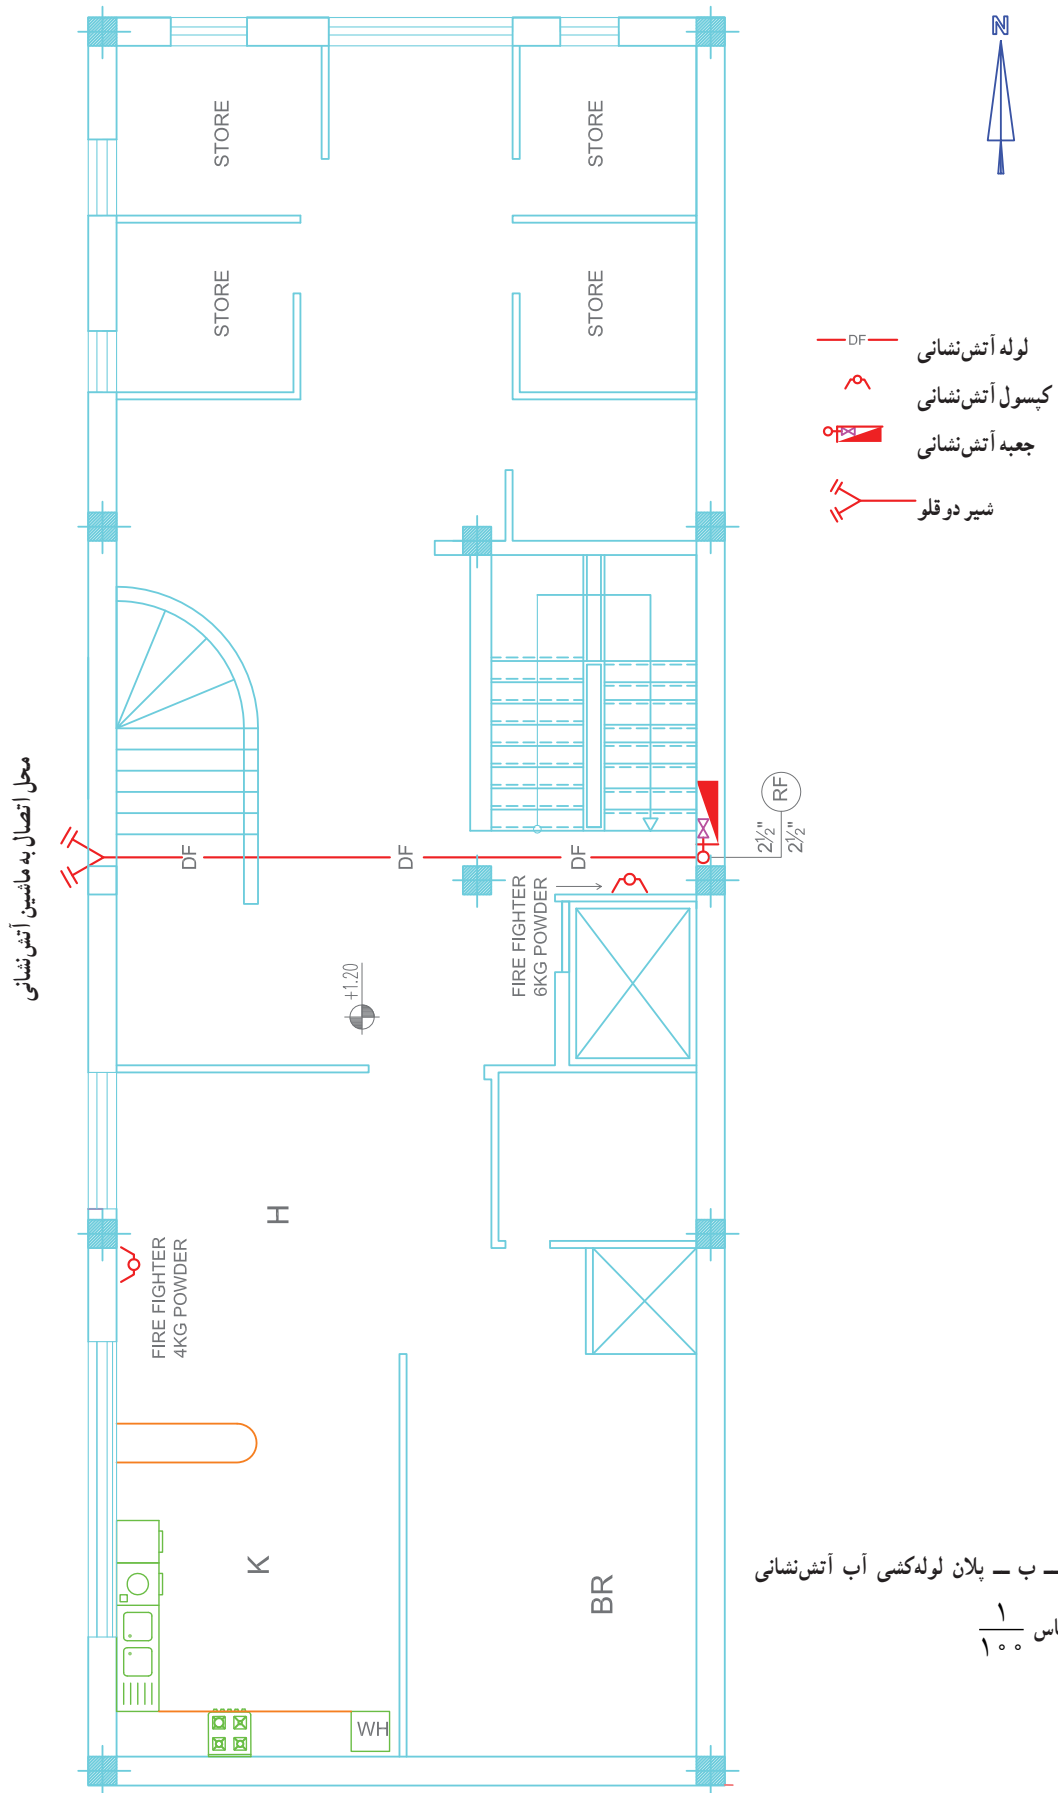 N
STORE
STORE
STORE
STORE
DF
لوله آتش‌نشانی
کپسول آتش‌نشانی
جعبه آتش‌نشانی
شیر دو قلو
محل اتصال به ماشین آتش‌نشانی
DF
DF
DF
RF
2½"
2½"
FIRE FIGHTER
6KG POWDER
+1.20
H
FIRE FIGHTER
4KG POWDER
K
BR
WH
ـ ب ـ پلان لوله‌کشی آب آتش‌نشانی
۱
۱۰۰